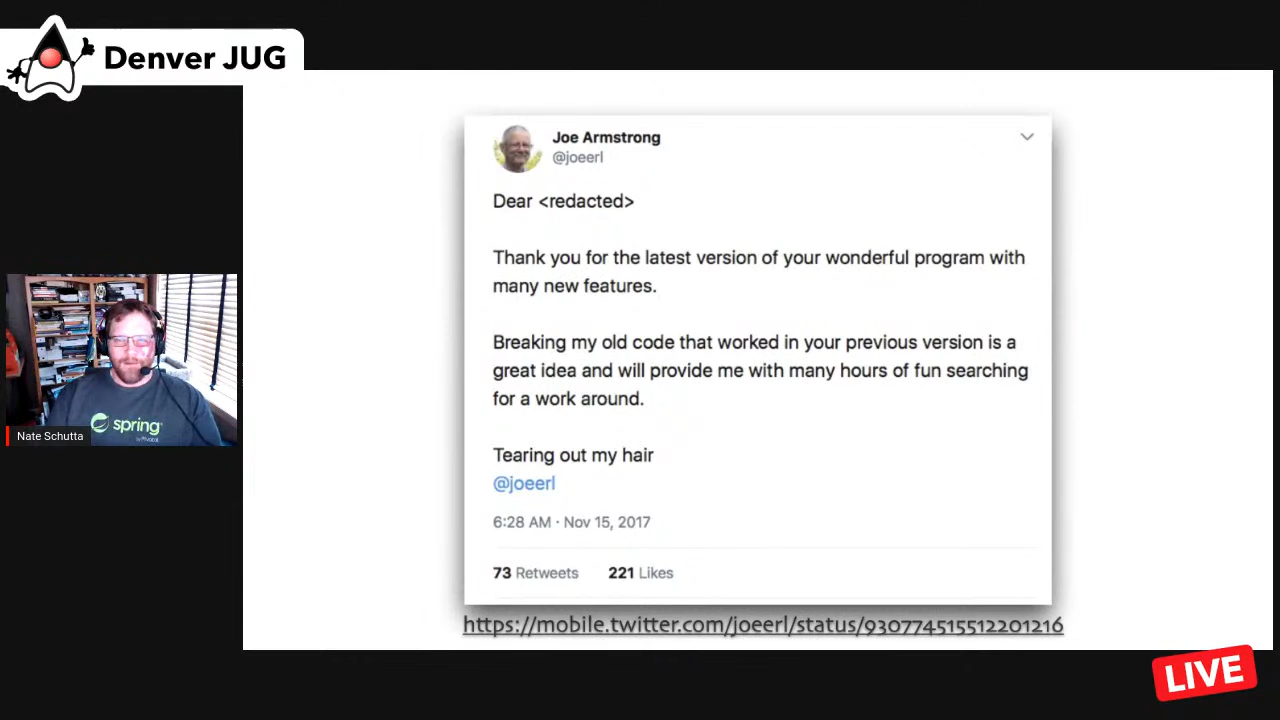 Denver JUG
Joe Armstrong
@joeerl
Dear <redacted>
Thank you for the latest version of your wonderful program with
many new features.
Breaking my old code that worked in your previous version is a
great idea and will provide me with many hours of fun searching
for a work around.
Tearing out my hair
@joeerl
6:28 AM · Nov 15, 2017
73 Retweets 221 Likes
https://mobile.twitter.com/joeerl/status/930774515512201216
spring
by Pivotal
Nate Schutta
LIVE